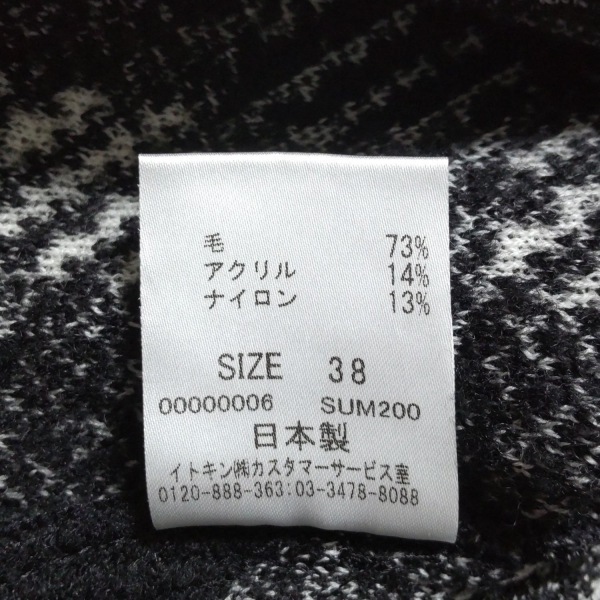 毛 73%
アクリル 14%
ナイロン 13%
SIZE 38
00000006 SUM200
日本製
イトキン㈱カスタマーサービス室
0120-888-363:03-3478-8088